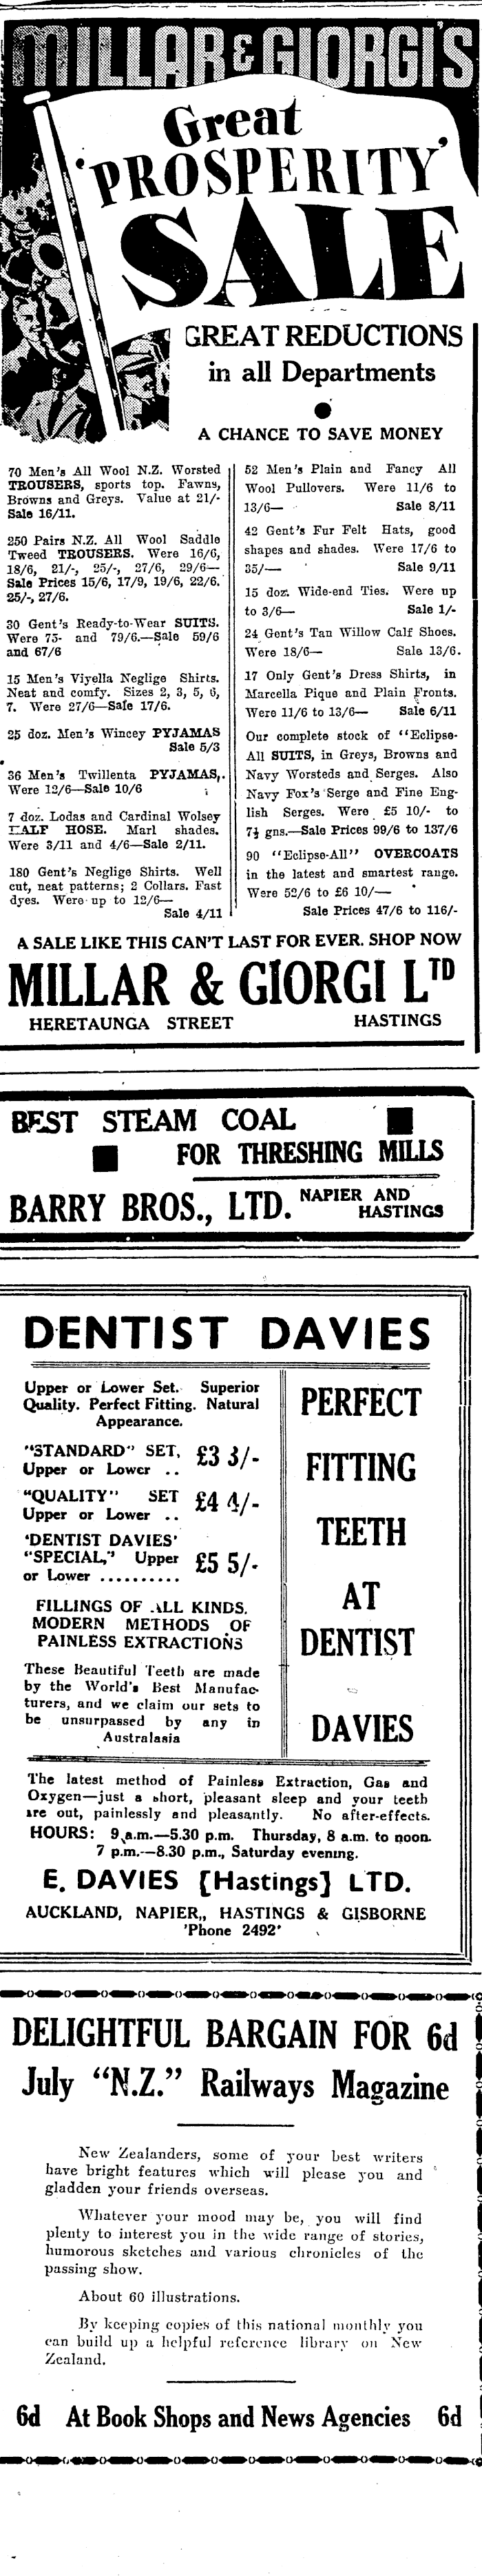 MILLAR & GIORGI'S
Great
'PROSPERITY'
SALE
GREAT REDUCTIONS
in all Departments
A CHANCE TO SAVE MONEY
70 Men's All Wool N.Z. Worsted
TROUSERS, sports top. Fawns,
Browns and Greys. Value at 21/-
Sale 16/11.
250 Pairs N.Z. All Wool Saddle
Tweed TROUSERS. Were 16/6,
18/6, 21/-, 25/-, 27/6, 29/6—
Sale Prices 15/6, 17/9, 19/6, 22/6.
25/-, 27/6.
30 Gent's Ready-to-Wear SUITS.
Were 75- and 79/6.—Sale 59/6
and 67/6
15 Men's Viyella Neglige Shirts.
Neat and comfy. Sizes 2, 3, 5, 6,
7. Were 27/6—Sale 17/6.
25 doz. Men's Wincey PYJAMAS
Sale 5/3
36 Men's Twillenta PYJAMAS,.
Were 12/6—Sale 10/6
7 doz. Lodas and Cardinal Wolsey
HALF HOSE. Marl shades.
Were 3/11 and 4/6—Sale 2/11.
180 Gent's Neglige Shirts. Well
cut, neat patterns; 2 Collars. Fast
dyes. Were up to 12/6—
Sale 4/11
52 Men's Plain and Fancy All
Wool Pullovers. Were 11/6 to
13/6— Sale 8/11
42 Gent's Fur Felt Hats, good
shapes and shades. Were 17/6 to
35/— Sale 9/11
15 doz. Wide-end Ties. Were up
to 3/6— Sale 1/-
24 Gent's Tan Willow Calf Shoes.
Were 18/6— Sale 13/6.
17 Only Gent's Dress Shirts, in
Marcella Pique and Plain Fronts.
Were 11/6 to 13/6— Sale 6/11
Our complete stock of "Eclipse-
All SUITS, in Greys, Browns and
Navy Worsteds and Serges. Also
Navy Fox's Serge and Fine Eng-
lish Serges. Were £5 10/- to
7½ gns.—Sale Prices 99/6 to 137/6
90 "Eclipse-All" OVERCOATS
in the latest and smartest range.
Were 52/6 to £6 10/—
Sale Prices 47/6 to 116/-
A SALE LIKE THIS CAN'T LAST FOR EVER. SHOP NOW
MILLAR & GIORGI LTD
HERETAUNGA STREET HASTINGS
BEST STEAM COAL
FOR THRESHING MILLS
BARRY BROS., LTD. NAPIER AND
HASTINGS
DENTIST DAVIES
Upper or Lower Set. Superior
Quality. Perfect Fitting. Natural
Appearance.
"STANDARD" SET,
Upper or Lower .. £3 3/-
"QUALITY" SET
Upper or Lower .. £4 4/-
'DENTIST DAVIES'
"SPECIAL," Upper
or Lower .......... £5 5/-
FILLINGS OF ALL KINDS.
MODERN METHODS OF
PAINLESS EXTRACTIONS
These Beautiful Teeth are made
by the World's Best Manufac-
turers, and we claim our sets to
be unsurpassed by any in
Australasia
PERFECT
FITTING
TEETH
AT
DENTIST
DAVIES
The latest method of Painless Extraction, Gas and
Oxygen—just a short, pleasant sleep and your teeth
are out, painlessly and pleasantly. No after-effects.
HOURS: 9 a.m.—5.30 p.m. Thursday, 8 a.m. to noon.
7 p.m.—8.30 p.m., Saturday evening.
E. DAVIES [Hastings] LTD.
AUCKLAND, NAPIER,, HASTINGS & GISBORNE
'Phone 2492'
DELIGHTFUL BARGAIN FOR 6d
July "N.Z." Railways Magazine
New Zealanders, some of your best writers
have bright features which will please you and
gladden your friends overseas.
Whatever your mood may be, you will find
plenty to interest you in the wide range of stories,
humorous sketches and various chronicles of the
passing show.
About 60 illustrations.
By keeping copies of this national monthly you
can build up a helpful reference library on New
Zealand.
6d At Book Shops and News Agencies 6d